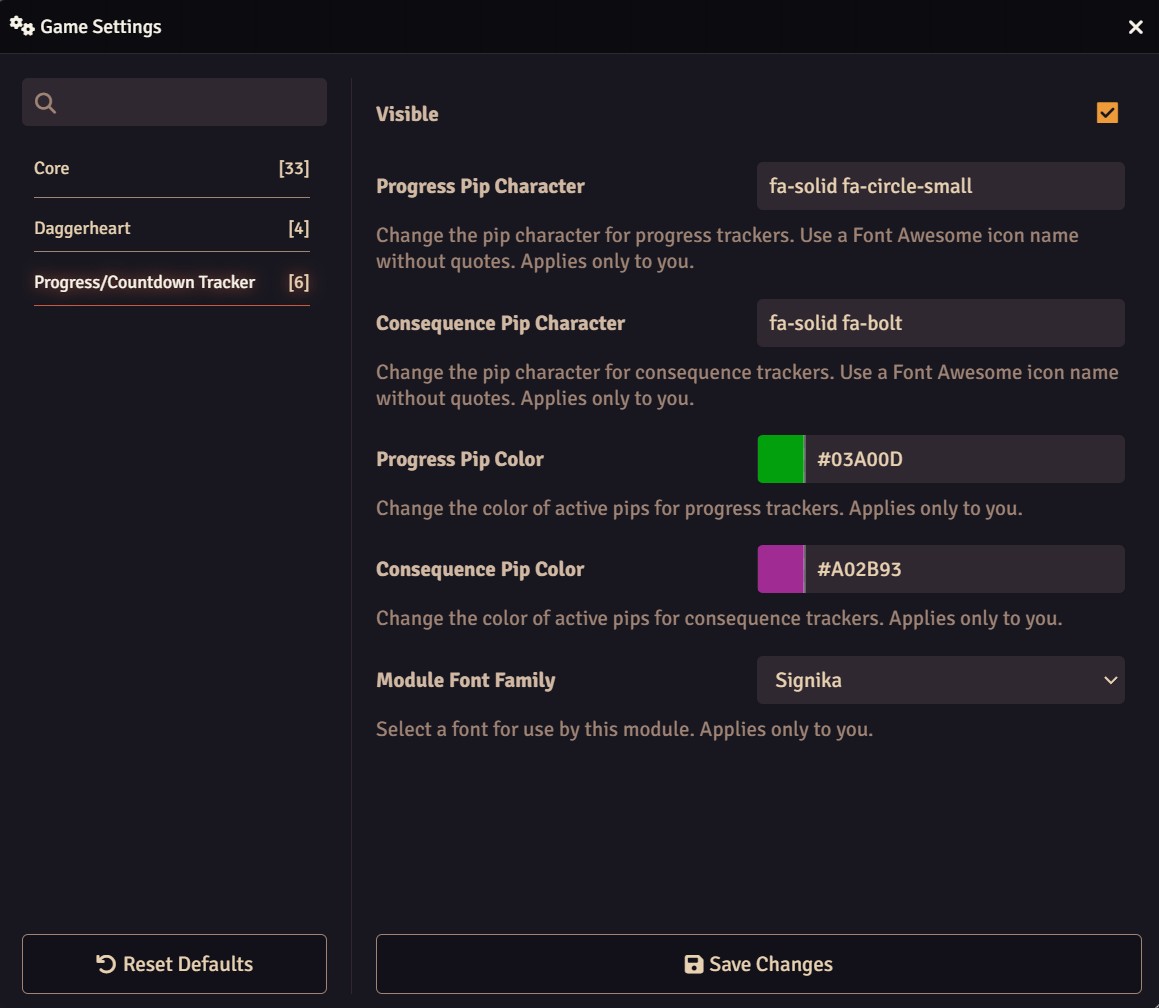 Game Settings
Core [33]
Daggerheart [4]
Progress/Countdown Tracker [6]
Reset Defaults
Visible
Progress Pip Character fa-solid fa-circle-small
Change the pip character for progress trackers. Use a Font Awesome icon name
without quotes. Applies only to you.
Consequence Pip Character fa-solid fa-bolt
Change the pip character for consequence trackers. Use a Font Awesome icon name
without quotes. Applies only to you.
Progress Pip Color #03A00D
Change the color of active pips for progress trackers. Applies only to you.
Consequence Pip Color #A02B93
Change the color of active pips for consequence trackers. Applies only to you.
Module Font Family Signika
Select a font for use by this module. Applies only to you.
Save Changes